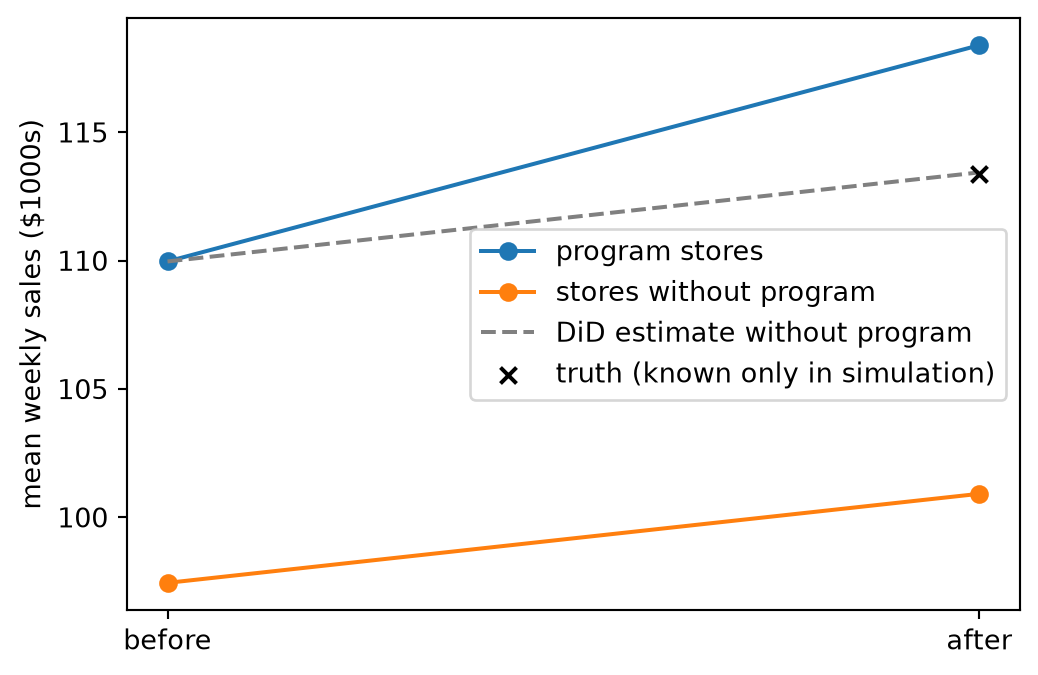 mean weekly sales ($1000s)
115
110
105
100
before
after
program stores
stores without program
DiD estimate without program
truth (known only in simulation)